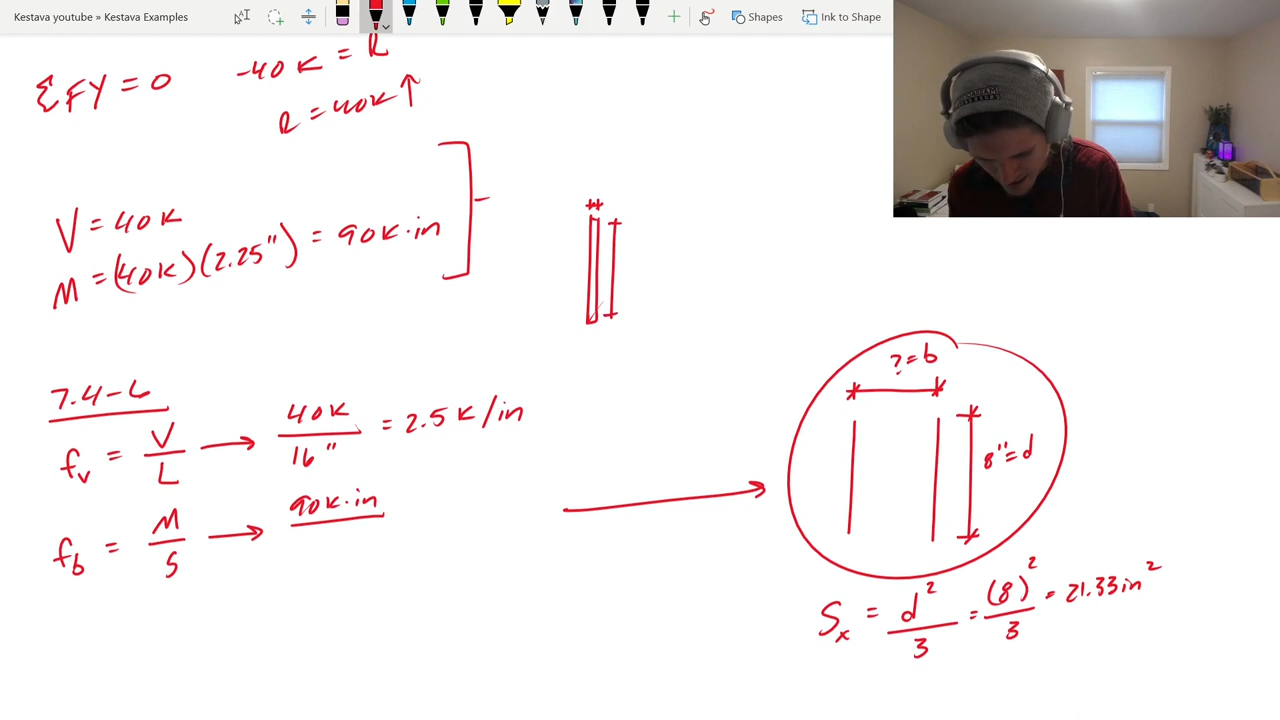 Kestava youtube » Kestava Examples
Shapes
Ink to Shape
ΣFY = 0
-40K = R
R = 40K ↑
V = 40K
M = (40K)(2.25") = 90K·in
7.4-6
fv = V/L → 40K/16" = 2.5 K/in
fb = M/S → 90K·in
? = b
8" = d
Sx = d²/3 = (8)²/3 = 21.33in²